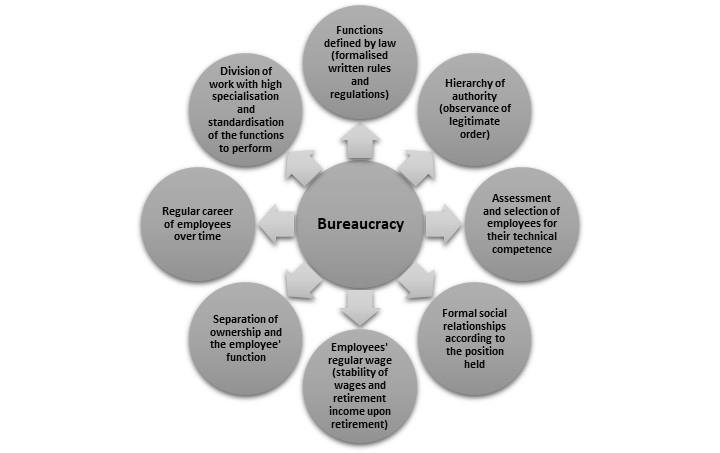 Functions
defined by law
(formalised
written rules
and
regulations)
Hierarchy of
authority
(observance of
legitimate
order)
Assessment
and selection of
employees for
their technical
competence
Formal social
relationships
according to
the position
held
Employees'
regular wage
(stability of
wages and
retirement
income upon
retirement)
Separation of
ownership and
the employee'
function
Regular career
of employees
over time
Division of
work with high
specialisation
and
standardisation
of the functions
to perform
Bureaucracy